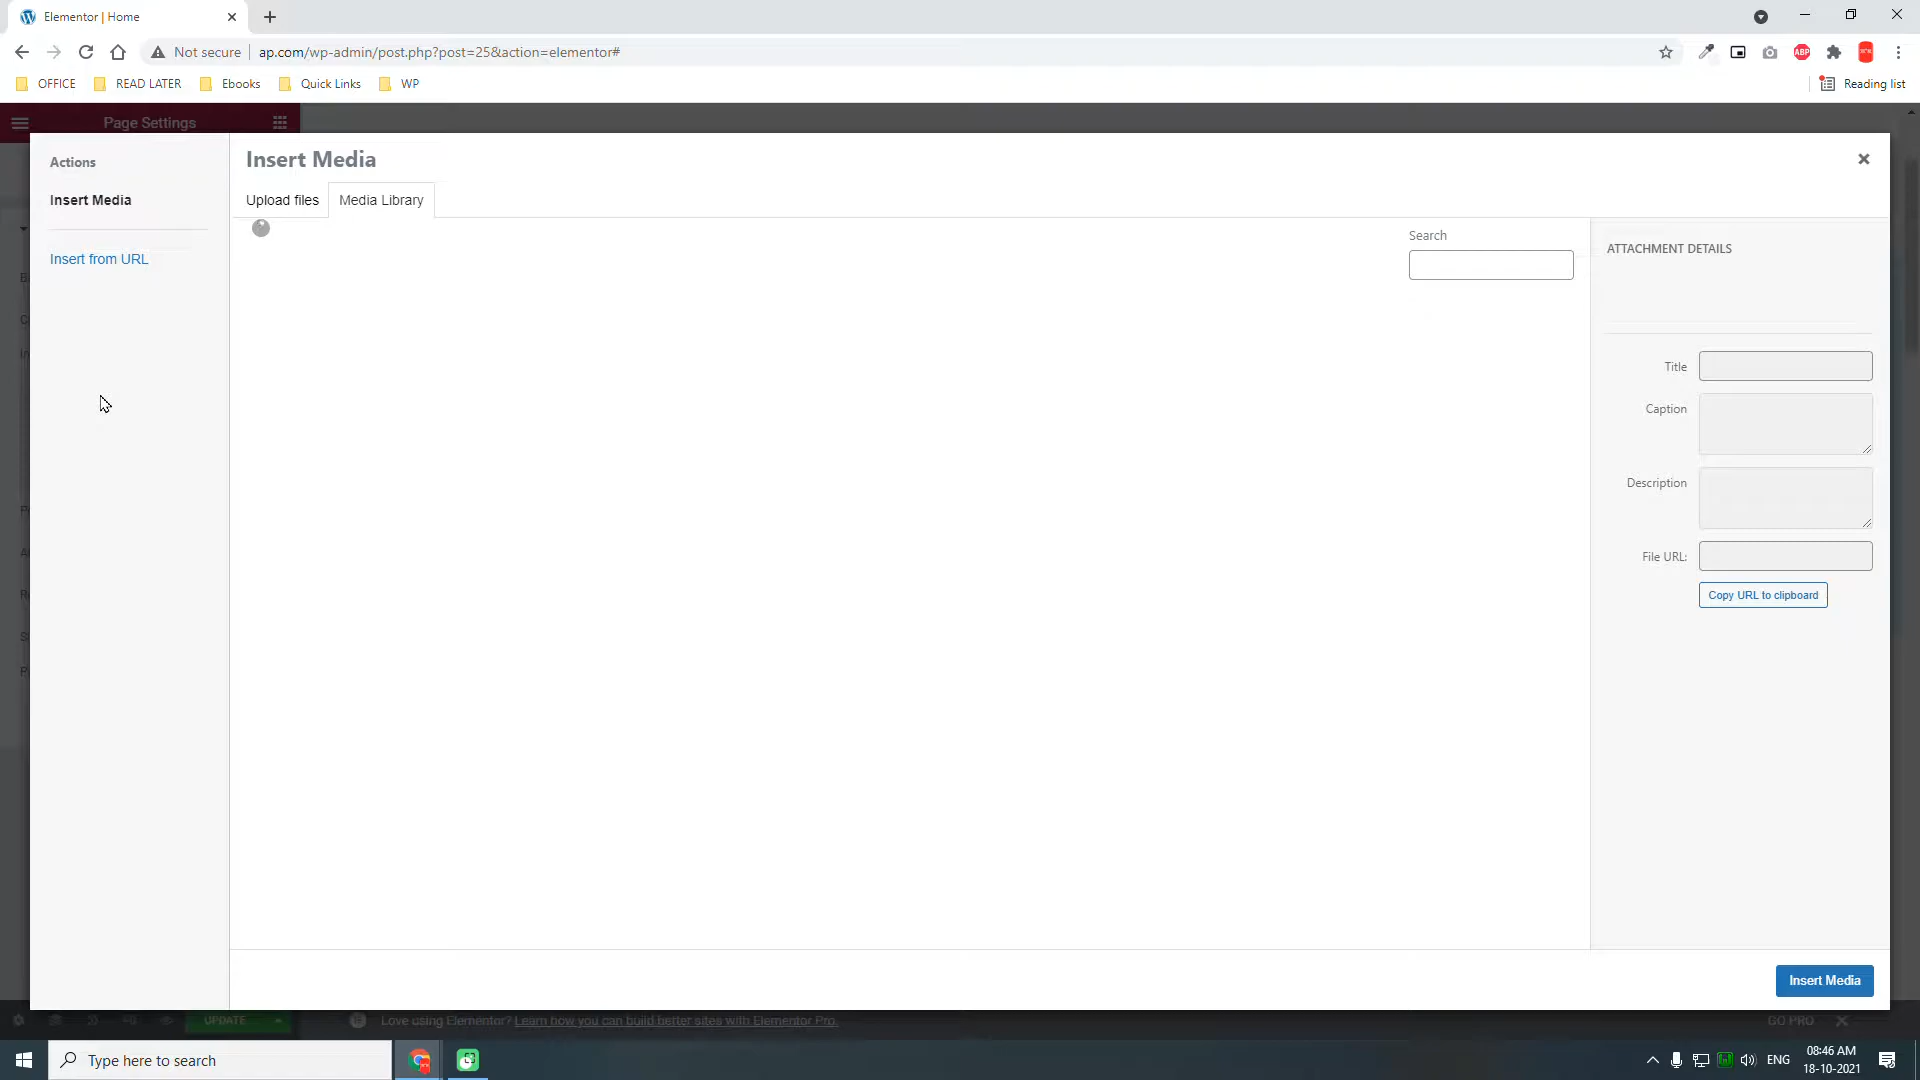 Elementor | Home
Not secure
ap.com/wp-admin/post.php?post=25&action=elementor#
ABP
OFFICE
READ LATER
Ebooks
Quick Links
WP
Reading list
Page Settings
Actions
Insert Media
Insert from URL
Insert Media
Upload files
Media Library
Search
ATTACHMENT DETAILS
Title
Caption
Description
File URL:
Copy URL to clipboard
Insert Media
UPDATE
Love using Elementor? Learn how you can build better sites with Elementor Pro.
GO PRO
Type here to search
ENG
08:46 AM
18-10-2021